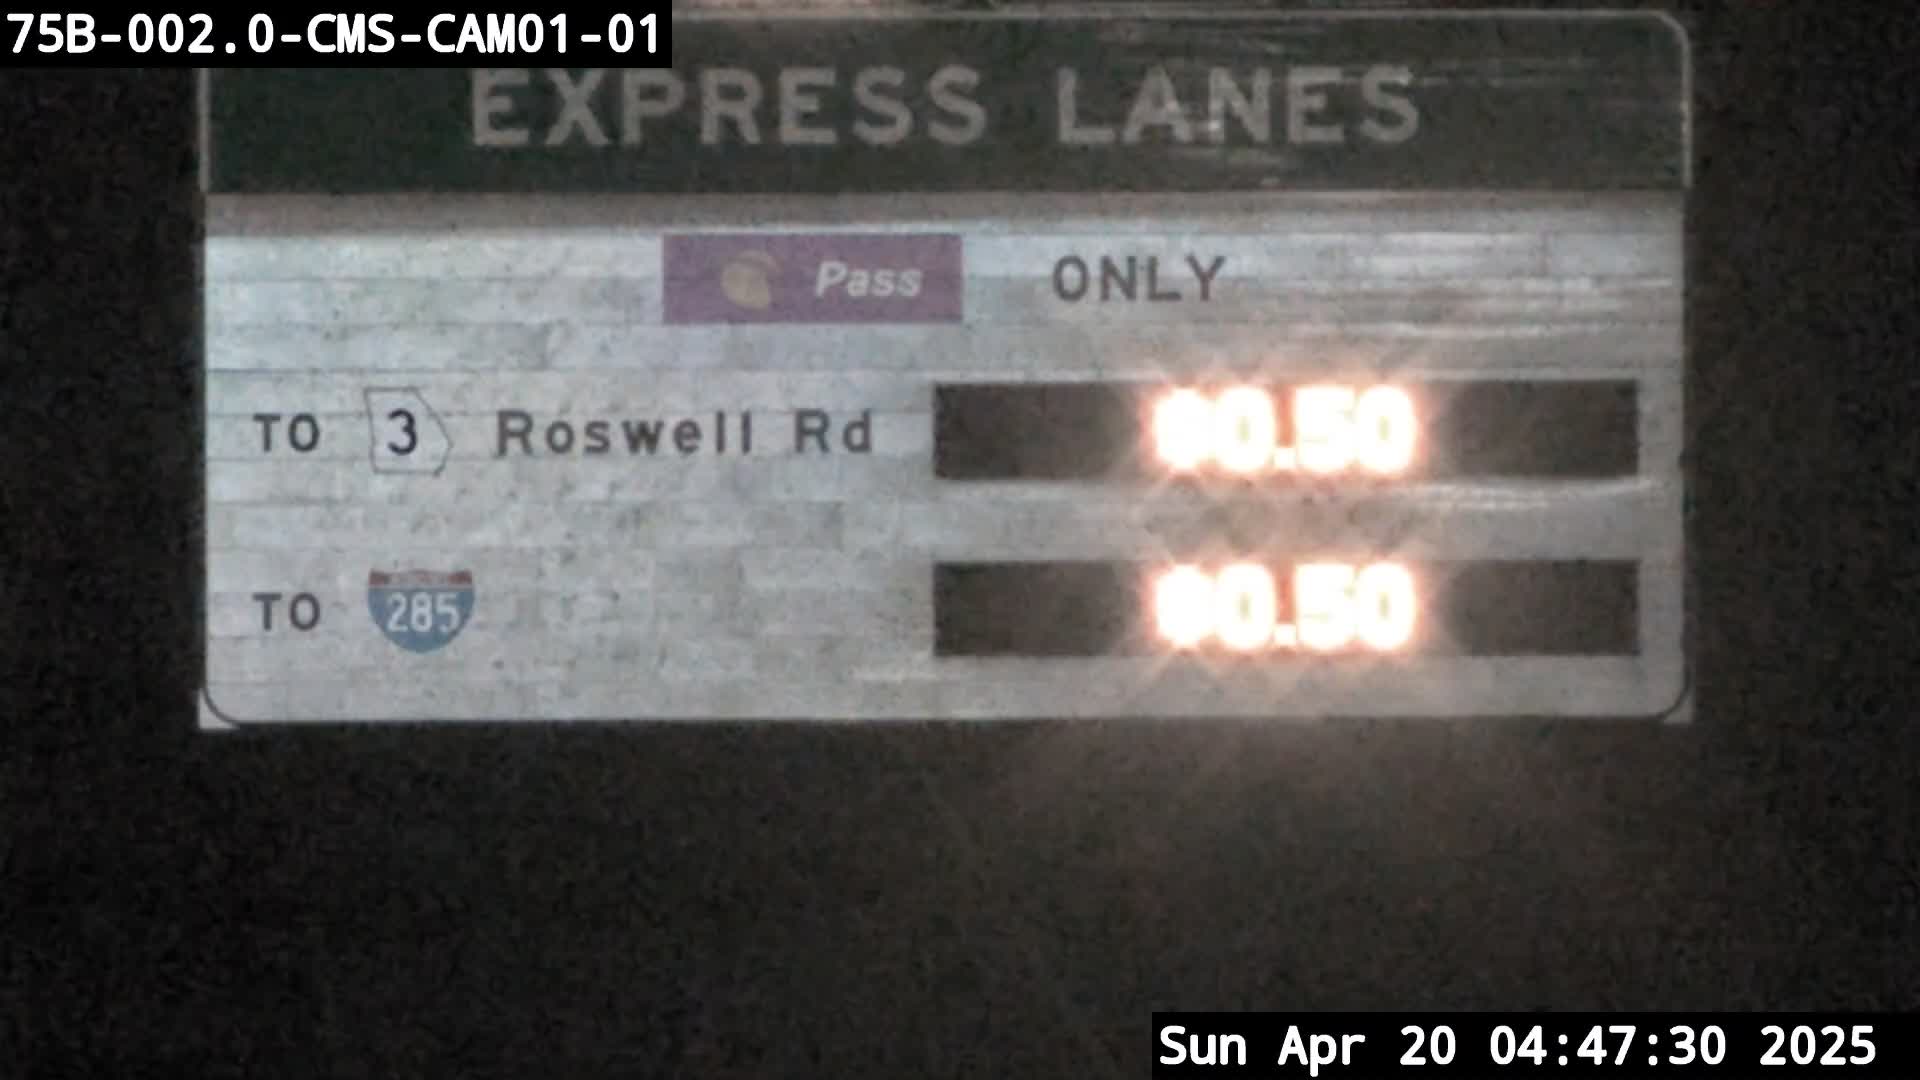 75B-002.0-CMS-CAM01-01
EXPRESS LANES
Pass ONLY
TO 3 Roswell Rd $0.50
TO 285 $0.50
Sun Apr 20 04:47:30 2025